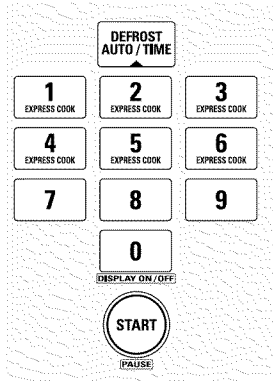 DEFROST
AUTO / TIME
1 2 3
EXPRESS COOK EXPRESS COOK EXPRESS COOK
4 5 6
EXPRESS COOK EXPRESS COOK EXPRESS COOK
7 8 9
0
DISPLAY ON/OFF
START
PAUSE